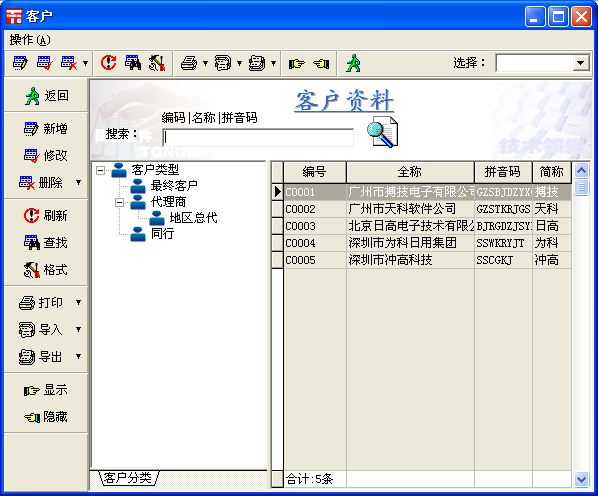 客户
操作(A)
选择：
返回
新增
修改
删除
刷新
查找
格式
打印
导入
导出
显示
隐藏
客户资料
编码|名称|拼音码
搜索：
客户类型
最终客户
代理商
地区总代
同行
客户分类
编号 全称 拼音码 简称
C0001 广州市搏技电子有限公司 GZSBJDZYX 搏技
C0002 广州市天科软件公司 GZSTKRJGS 天科
C0003 北京日高电子技术有限公 BJRGDZJSY 日高
C0004 深圳市为科日用集团 SSWKRYJT 为科
C0005 深圳市冲高科技 SSCGKJ 冲高
合计:5条